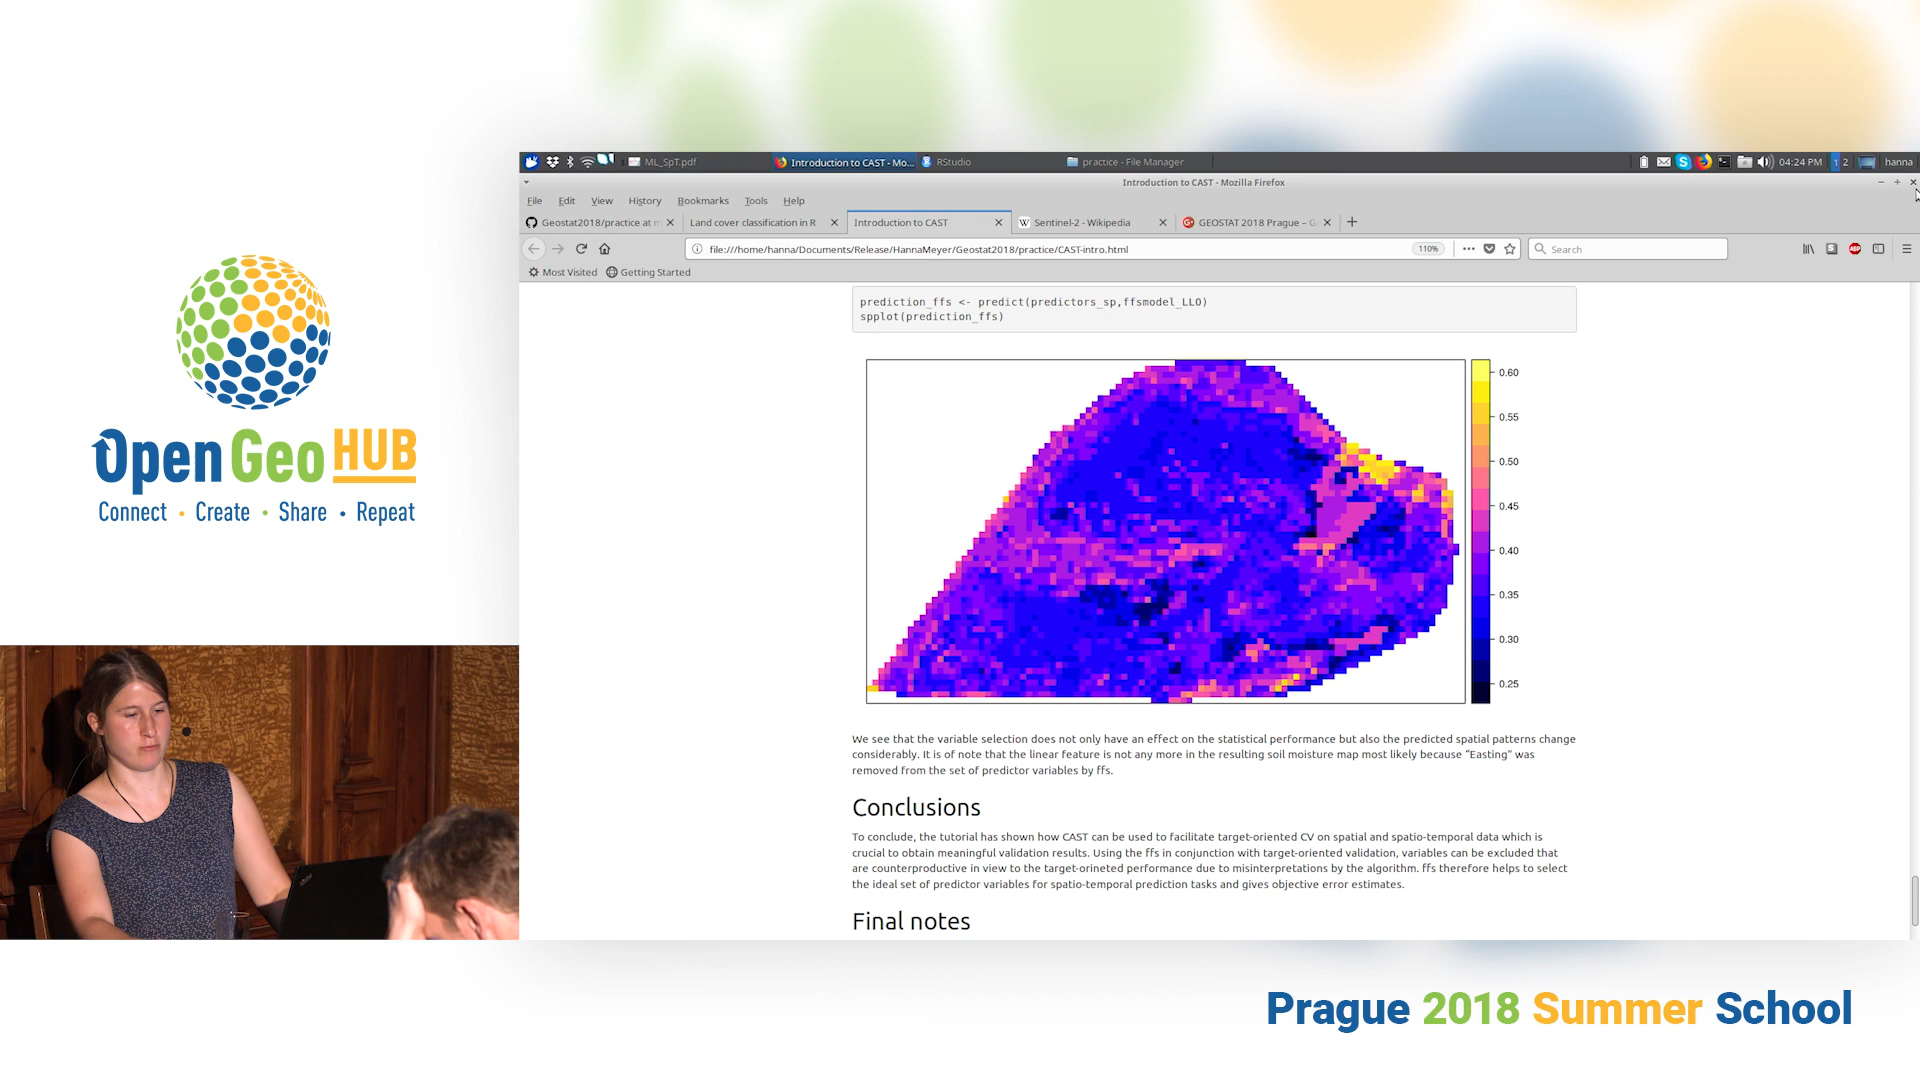 Open Geo HUB
Connect • Create • Share • Repeat
ML_SpT.pdf
Introduction to CAST - Mo...
RStudio
practice - File Manager
04:24 PM
1 2
hanna
Introduction to CAST - Mozilla Firefox
File Edit View History Bookmarks Tools Help
Geostat2018/practice at
Land cover classification in R
Introduction to CAST
W Sentinel-2 - Wikipedia
GEOSTAT 2018 Prague –
file:///home/hanna/Documents/Release/HannaMeyer/Geostat2018/practice/CAST-intro.html
110%
Search
Most Visited Getting Started
prediction_ffs <- predict(predictors_sp,ffsmodel_LLO)
spplot(prediction_ffs)
0.60
0.55
0.50
0.45
0.40
0.35
0.30
0.25
We see that the variable selection does not only have an effect on the statistical performance but also the predicted spatial patterns change
considerably. It is of note that the linear feature is not any more in the resulting soil moisture map most likely because "Easting" was
removed from the set of predictor variables by ffs.
Conclusions
To conclude, the tutorial has shown how CAST can be used to facilitate target-oriented CV on spatial and spatio-temporal data which is
crucial to obtain meaningful validation results. Using the ffs in conjunction with target-oriented validation, variables can be excluded that
are counterproductive in view to the target-orineted performance due to misinterpretations by the algorithm. ffs therefore helps to select
the ideal set of predictor variables for spatio-temporal prediction tasks and gives objective error estimates.
Final notes
Prague 2018 Summer School